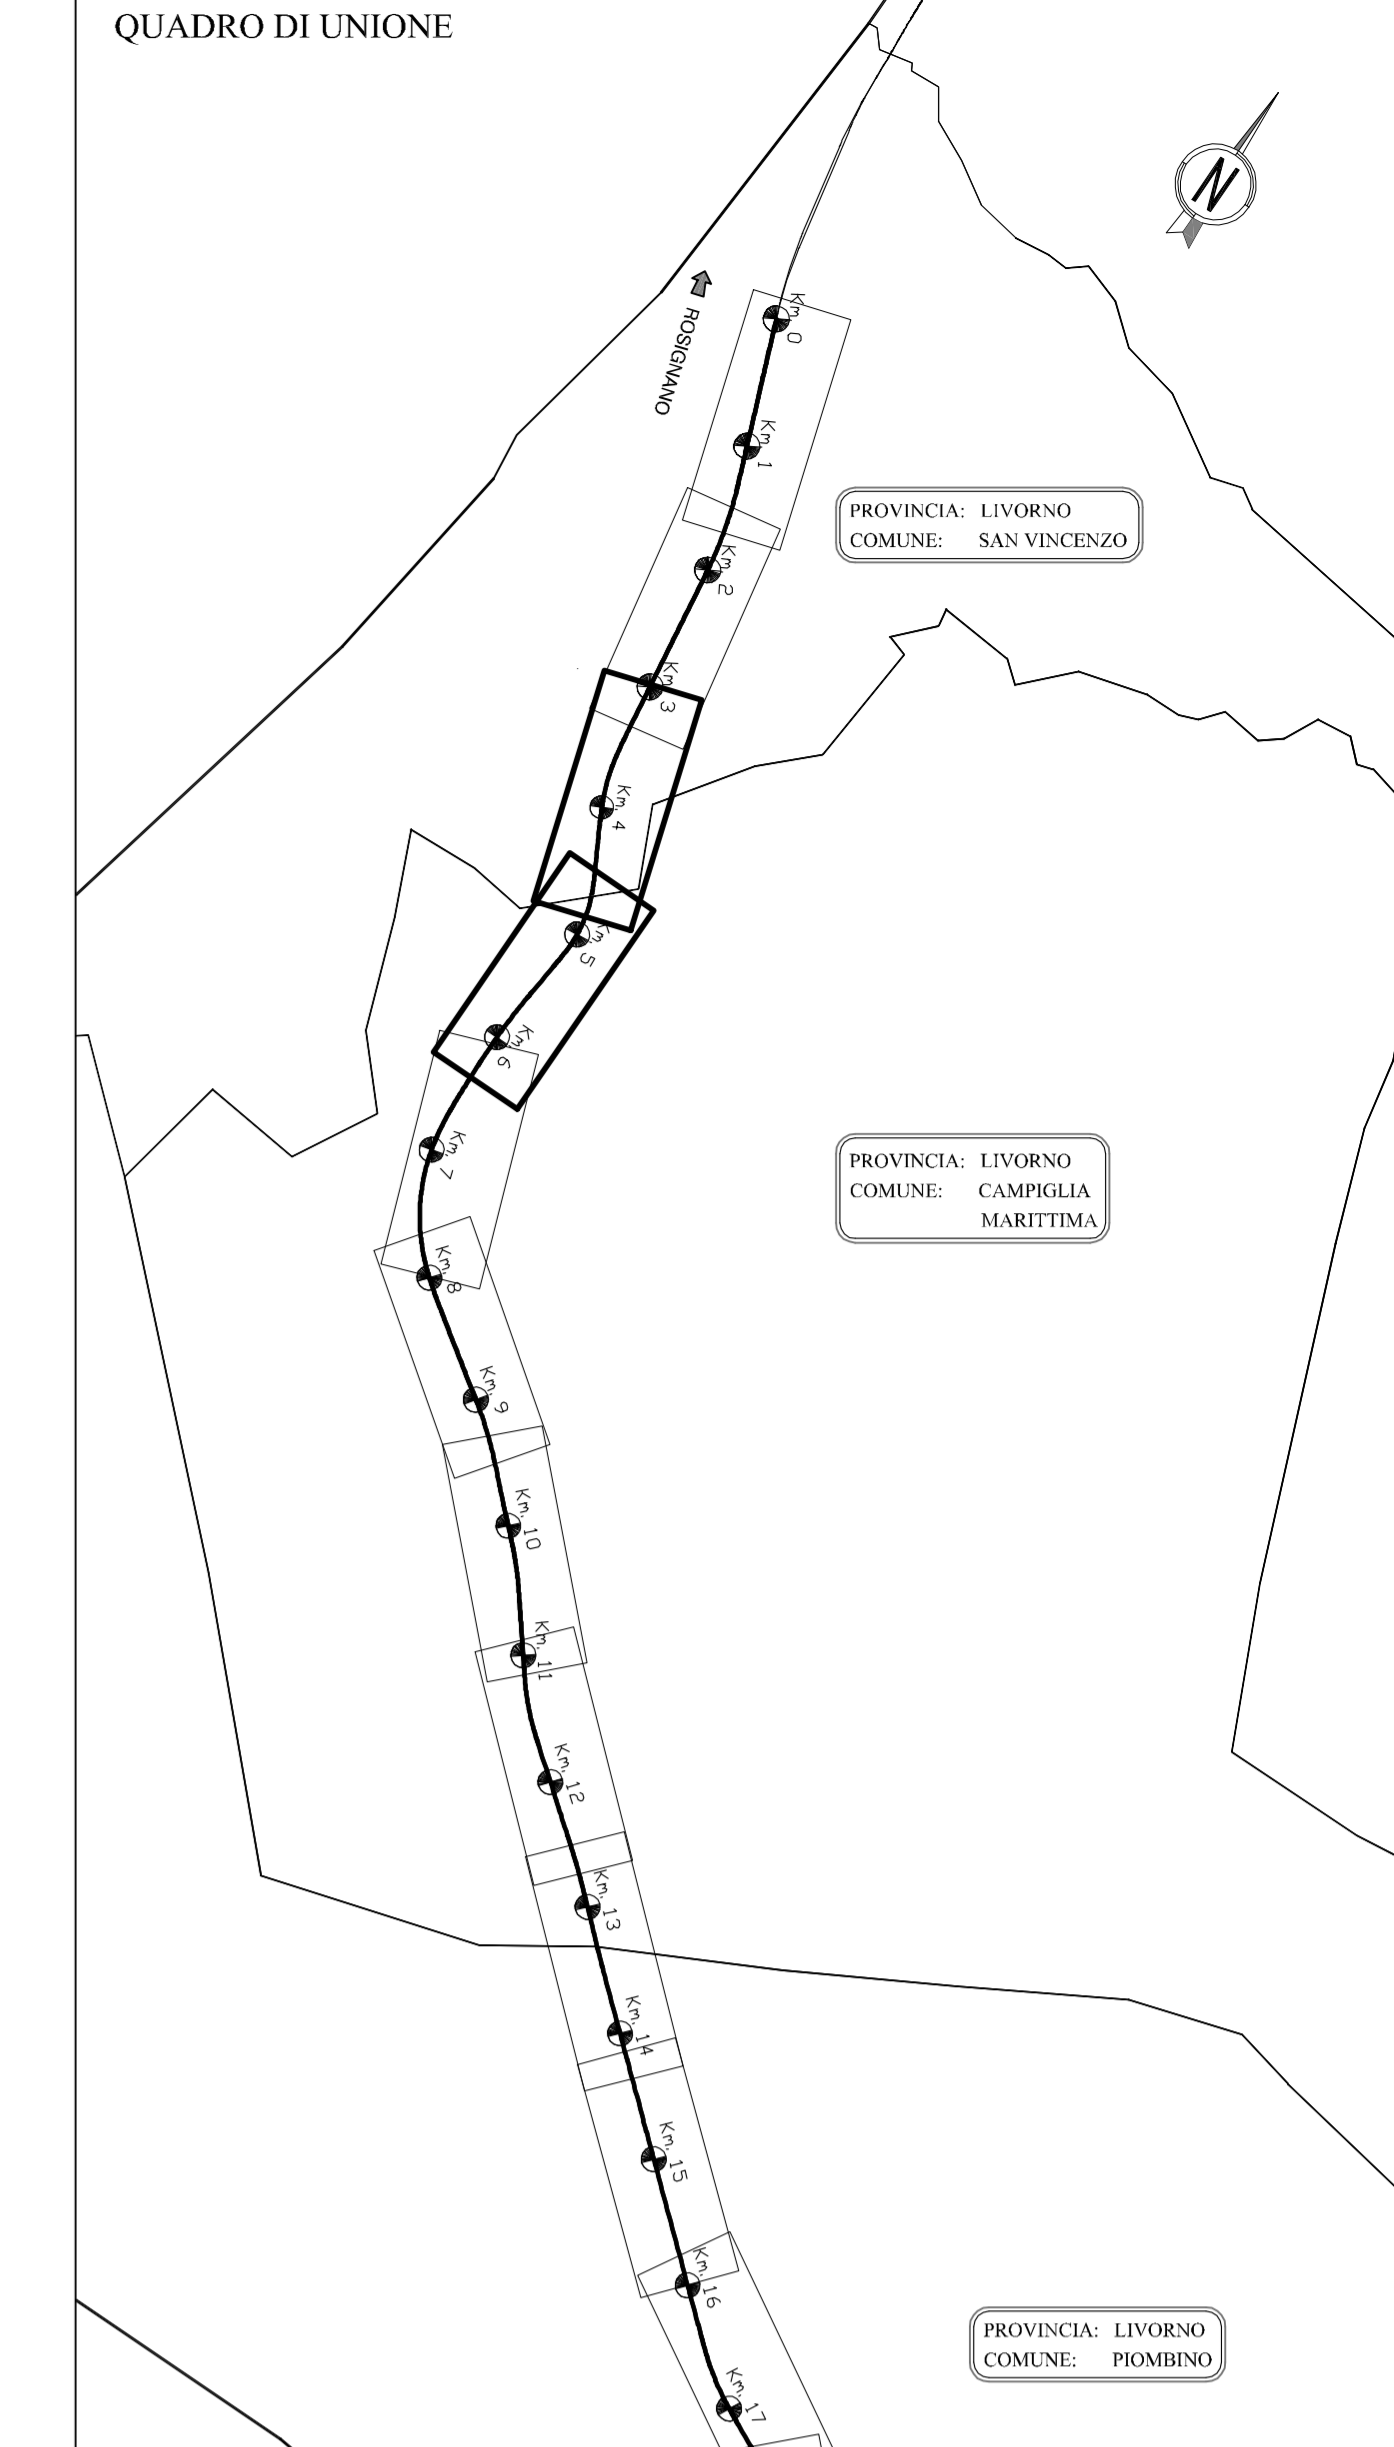 QUADRO DI UNIONE
N
ROSIGNANO
Km. 0
Km. 1
PROVINCIA: LIVORNO
COMUNE: SAN VINCENZO
Km. 2
Km. 3
Km. 4
Km. 5
Km. 6
Km. 7
PROVINCIA: LIVORNO
COMUNE: CAMPIGLIA
MARITTIMA
Km. 8
Km. 9
Km. 10
Km. 11
Km. 12
Km. 13
Km. 14
Km. 15
Km. 16
PROVINCIA: LIVORNO
COMUNE: PIOMBINO
Km. 17